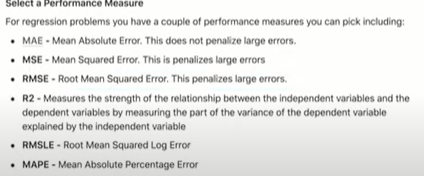 Select a Performance Measure
For regression problems you have a couple of performance measures you can pick including:
• MAE - Mean Absolute Error. This does not penalize large errors.
• MSE - Mean Squared Error. This is penalizes large errors
• RMSE - Root Mean Squared Error. This penalizes large errors.
• R2 - Measures the strength of the relationship between the independent variables and the
dependent variables by measuring the part of the variance of the dependent variable
explained by the independent variable
• RMSLE - Root Mean Squared Log Error
• MAPE - Mean Absolute Percentage Error